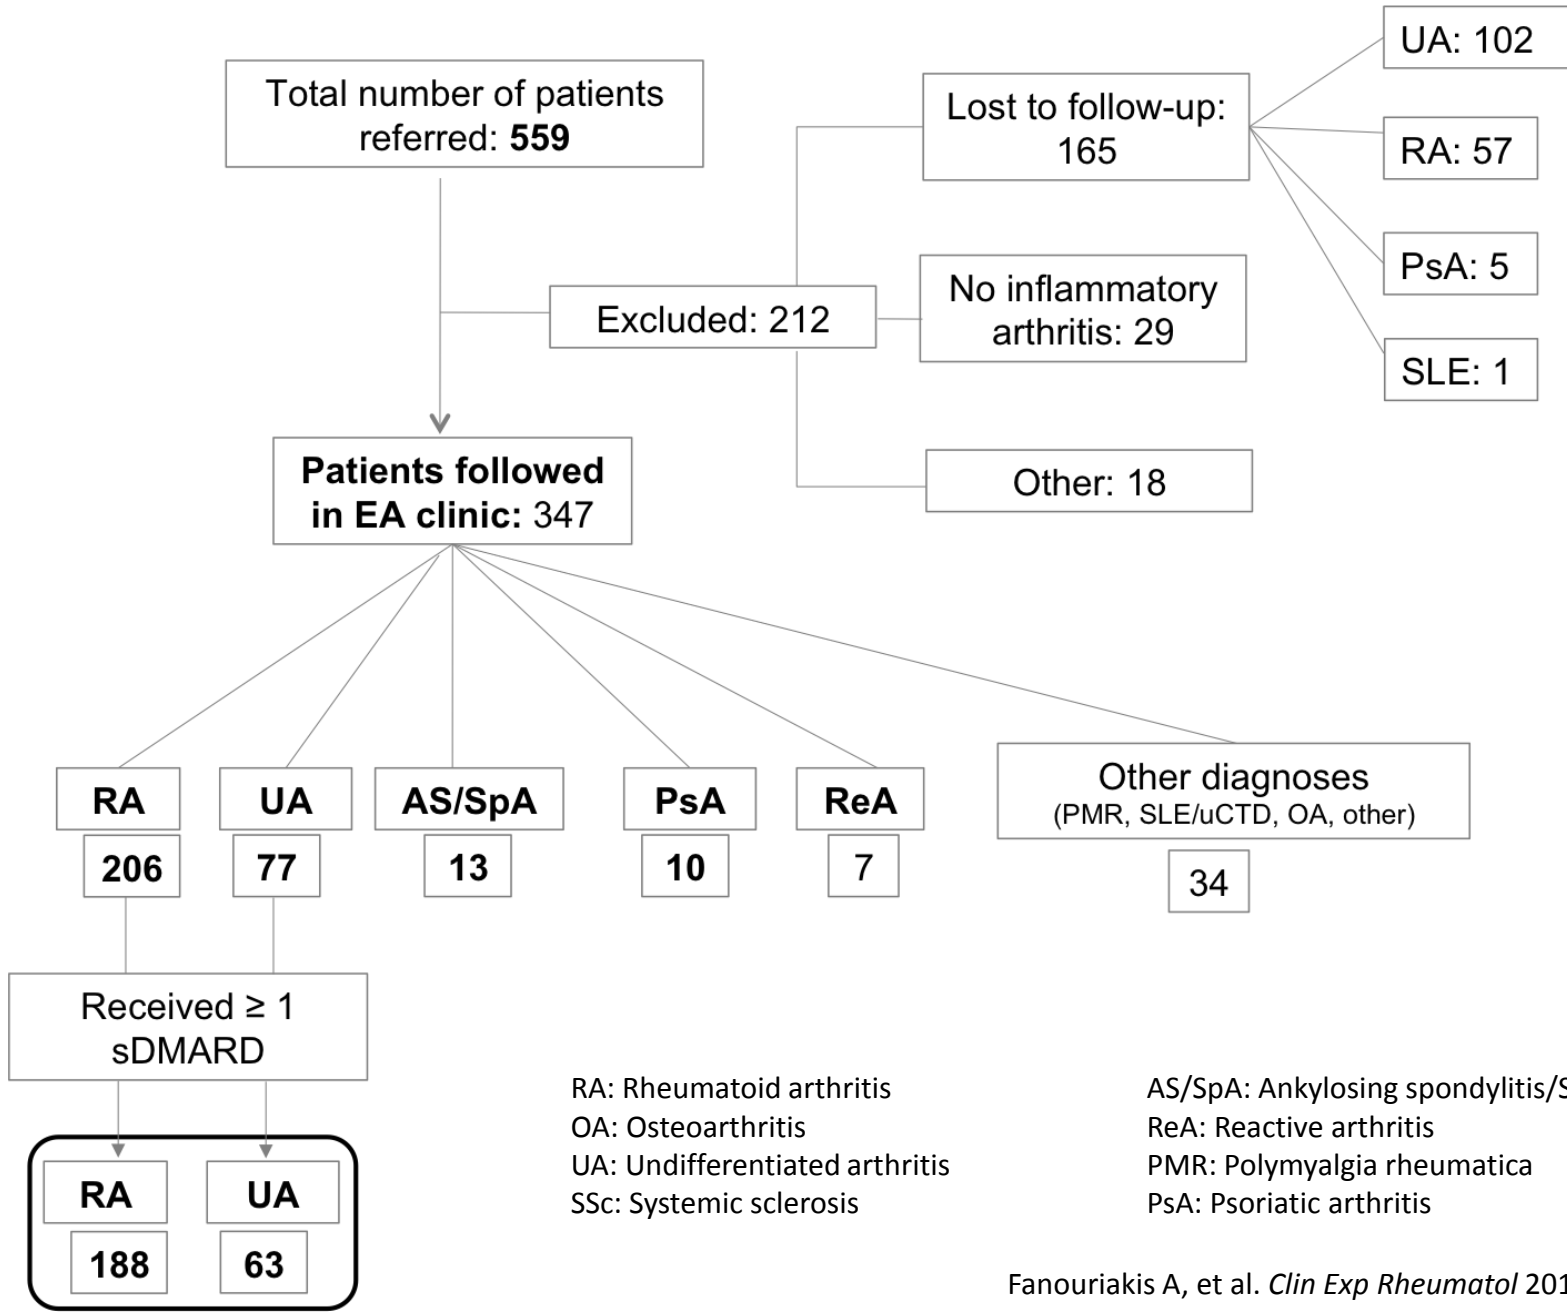 Total number of patients
referred: 559
Lost to follow-up:
165
UA: 102
RA: 57
PsA: 5
SLE: 1
Excluded: 212
No inflammatory
arthritis: 29
Other: 18
Patients followed
in EA clinic: 347
RA
206
UA
77
AS/SpA
13
PsA
10
ReA
7
Other diagnoses
(PMR, SLE/uCTD, OA, other)
34
Received ≥ 1
sDMARD
RA
188
UA
63
RA: Rheumatoid arthritis
OA: Osteoarthritis
UA: Undifferentiated arthritis
SSc: Systemic sclerosis
AS/SpA: Ankylosing spondylitis/
ReA: Reactive arthritis
PMR: Polymyalgia rheumatica
PsA: Psoriatic arthritis
Fanouriakis A, et al. Clin Exp Rheumatol